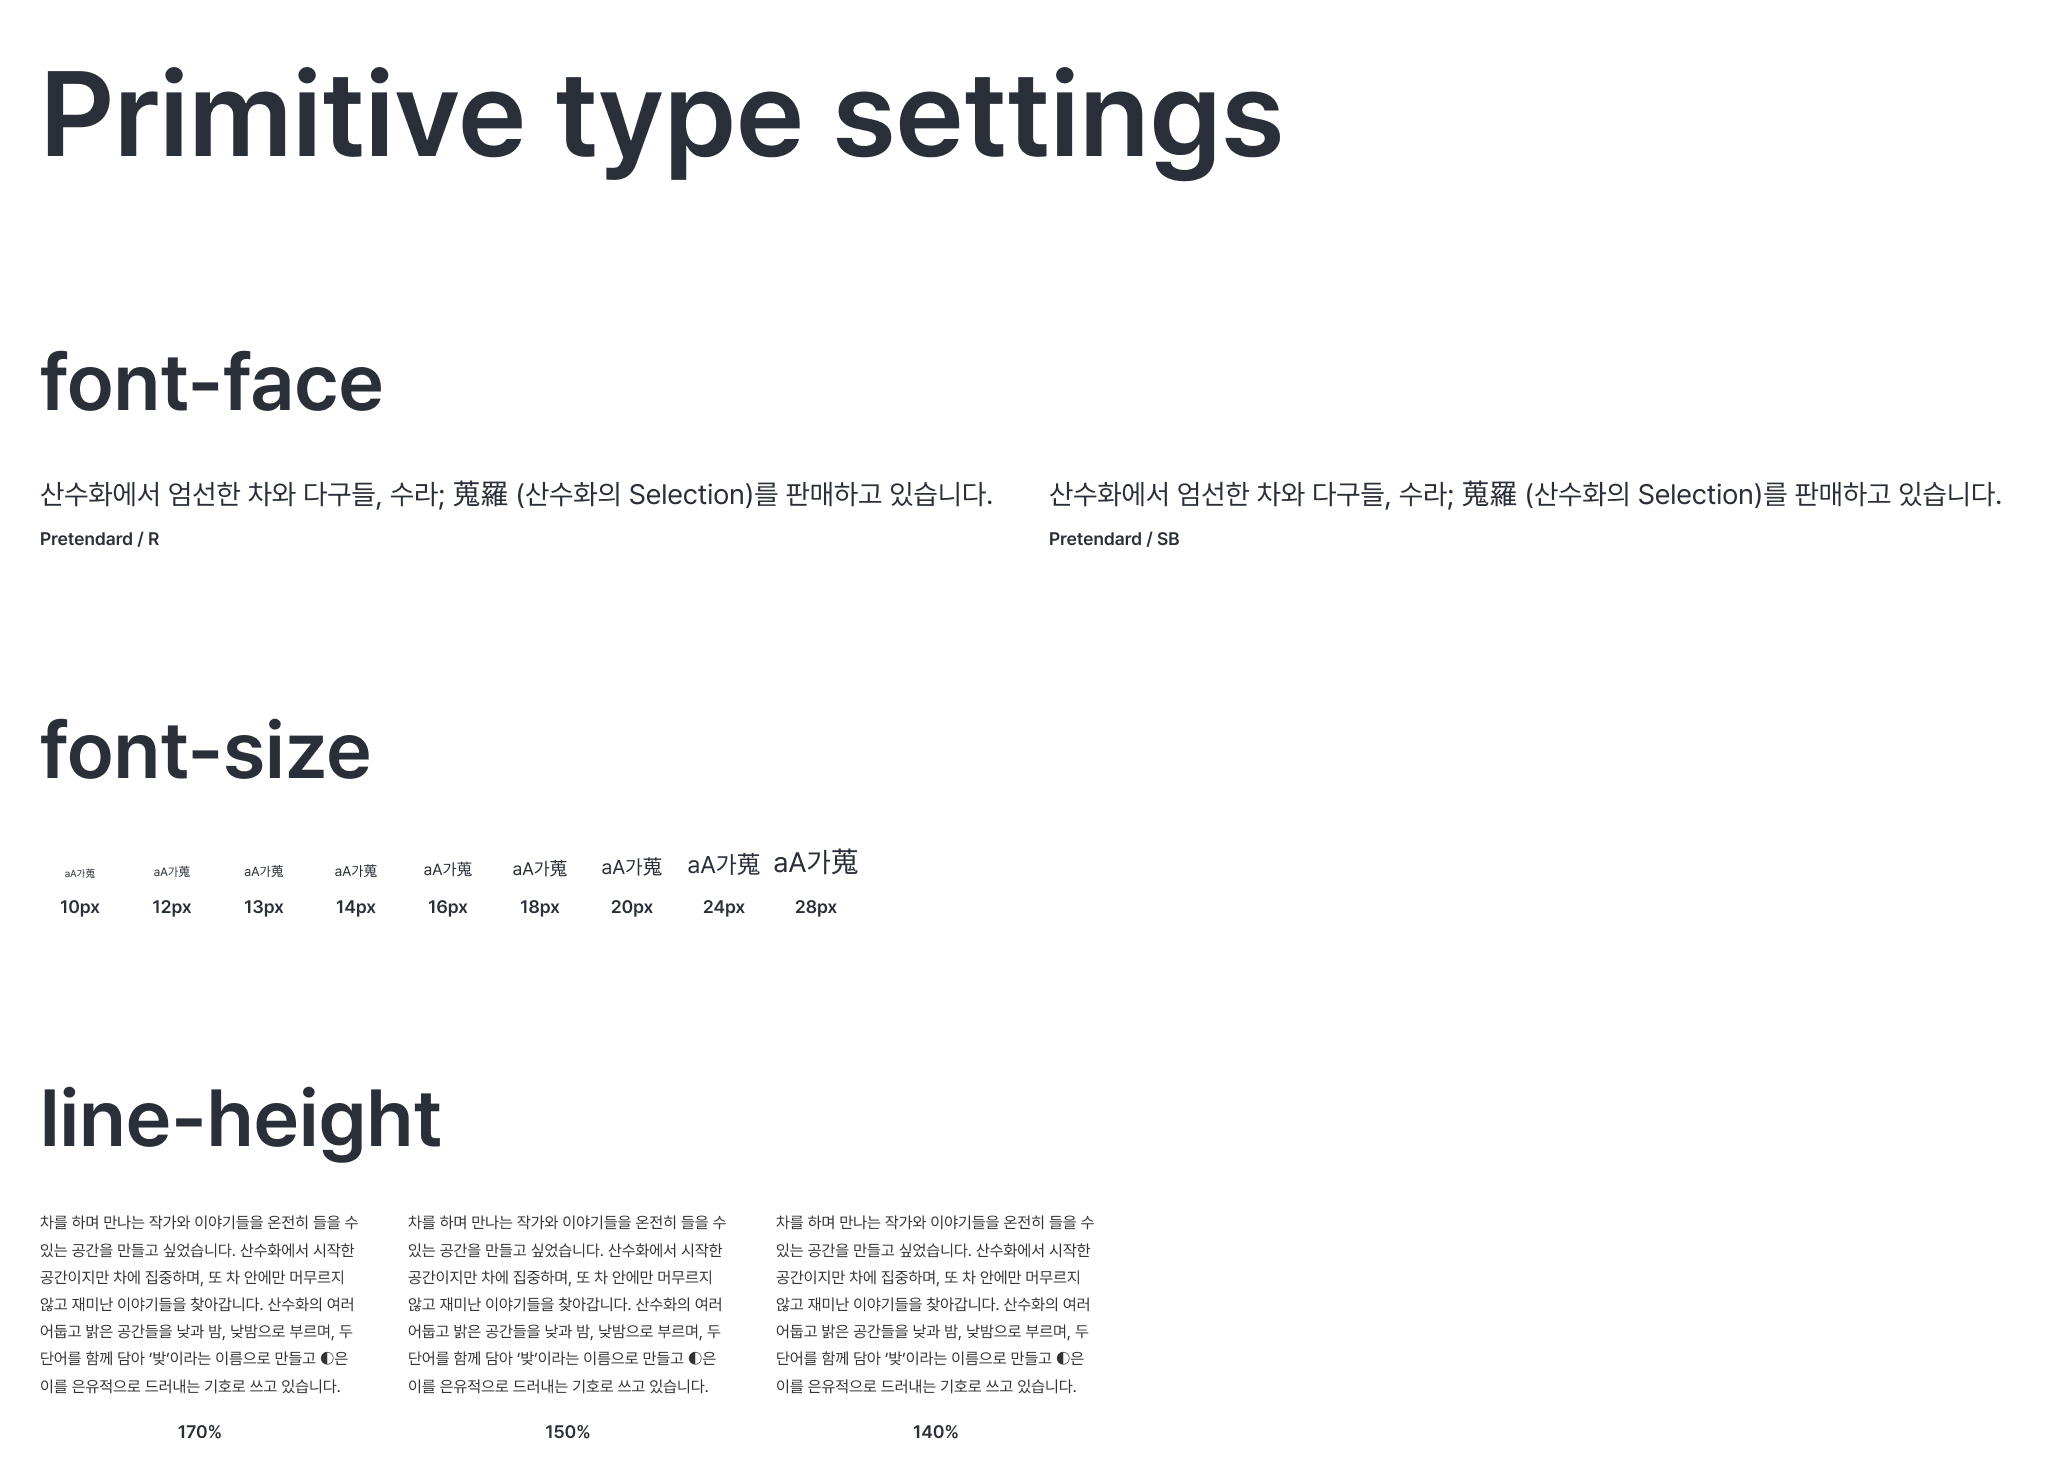 Primitive type settings
font-face
산수화에서 엄선한 차와 다구들, 수라; 蒐羅 (산수화의 Selection)를 판매하고 있습니다.
Pretendard / R
산수화에서 엄선한 차와 다구들, 수라; 蒐羅 (산수화의 Selection)를 판매하고 있습니다.
Pretendard / SB
font-size
aA가蒐 aA가蒐 aA가蒐 aA가蒐 aA가蒐 aA가蒐 aA가蒐 aA가蒐 aA가蒐
10px 12px 13px 14px 16px 18px 20px 24px 28px
line-height
차를 하며 만나는 작가와 이야기들을 온전히 들을 수
있는 공간을 만들고 싶었습니다. 산수화에서 시작한
공간이지만 차에 집중하며, 또 차 안에만 머무르지
않고 재미난 이야기들을 찾아갑니다. 산수화의 여러
어둡고 밝은 공간들을 낮과 밤, 낮밤으로 부르며, 두
단어를 함께 담아 ‘밪’이라는 이름으로 만들고 ◐은
이를 은유적으로 드러내는 기호로 쓰고 있습니다.
170%
차를 하며 만나는 작가와 이야기들을 온전히 들을 수
있는 공간을 만들고 싶었습니다. 산수화에서 시작한
공간이지만 차에 집중하며, 또 차 안에만 머무르지
않고 재미난 이야기들을 찾아갑니다. 산수화의 여러
어둡고 밝은 공간들을 낮과 밤, 낮밤으로 부르며, 두
단어를 함께 담아 ‘밪’이라는 이름으로 만들고 ◐은
이를 은유적으로 드러내는 기호로 쓰고 있습니다.
150%
차를 하며 만나는 작가와 이야기들을 온전히 들을 수
있는 공간을 만들고 싶었습니다. 산수화에서 시작한
공간이지만 차에 집중하며, 또 차 안에만 머무르지
않고 재미난 이야기들을 찾아갑니다. 산수화의 여러
어둡고 밝은 공간들을 낮과 밤, 낮밤으로 부르며, 두
단어를 함께 담아 ‘밪’이라는 이름으로 만들고 ◐은
이를 은유적으로 드러내는 기호로 쓰고 있습니다.
140%